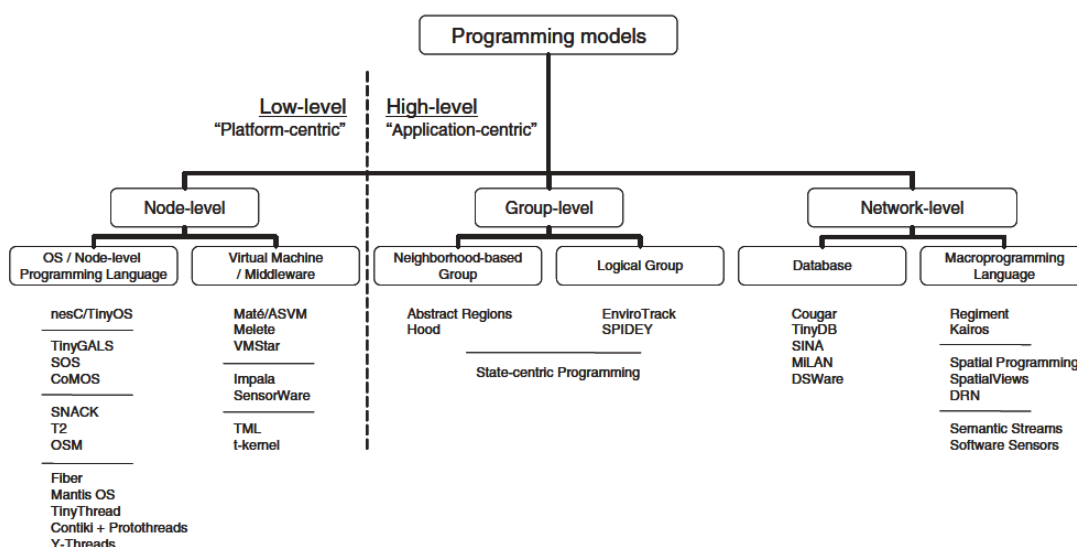 Programming models
Low-level
"Platform-centric"
High-level
"Application-centric"
Node-level
Group-level
Network-level
OS / Node-level
Programming Language
Virtual Machine
/ Middleware
Neighborhood-based
Group
Logical Group
Database
Macroprogramming
Language
nesC/TinyOS
TinyGALS
SOS
CoMOS
SNACK
T2
OSM
Fiber
Mantis OS
TinyThread
Contiki + Protothreads
Y-Threads
Maté/ASVM
Melete
VMStar
Impala
SensorWare
TML
t-kernel
Abstract Regions
Hood
EnviroTrack
SPIDEY
State-centric Programming
Cougar
TinyDB
SINA
MiLAN
DSWare
Regiment
Kairos
Spatial Programming
SpatialViews
DRN
Semantic Streams
Software Sensors